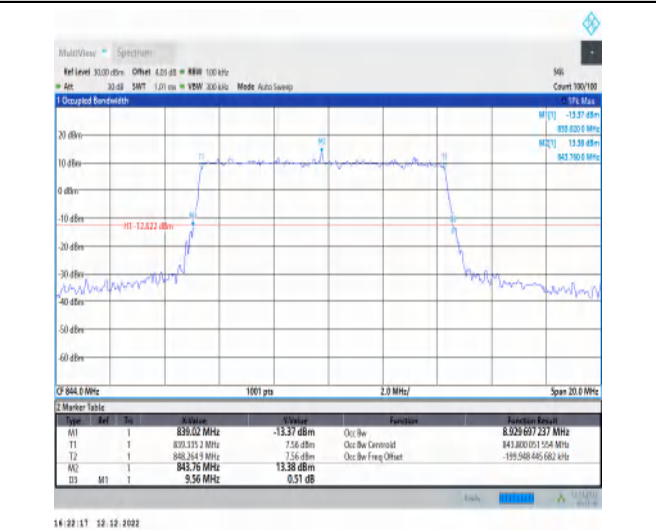 MultiView Spectrum
Ref Level 30.00 dBm Offset 4.03 dB RBW 100 kHz SGL
Att 30 dB SWT 1.01 ms VBW 300 kHz Mode Auto Sweep Count 100/100
1 Occupied Bandwidth 1Pk Max
M1[1] -13.37 dBm
839.020 0 MHz
20 dBm M2 M2[1] 13.38 dBm
843.760 0 MHz
10 dBm
0 dBm
-10 dBm
H1 -12.622 dBm
-20 dBm
-30 dBm
-40 dBm
-50 dBm
-60 dBm
CF 844.0 MHz 1001 pts 2.0 MHz/ Span 20.0 MHz
2 Marker Table
Type Ref Trc X-Value Y-Value Function Function Result
M1 1 839.02 MHz -13.37 dBm Occ Bw 8.929 697 237 MHz
T1 1 839.335 2 MHz 7.56 dBm Occ Bw Centroid 843.800 051 554 MHz
T2 1 848.264 9 MHz 7.56 dBm Occ Bw Freq Offset -199.948 445 682 kHz
M2 1 843.76 MHz 13.38 dBm
D3 M1 1 9.56 MHz 0.51 dB
16:22:17 12.12.2022